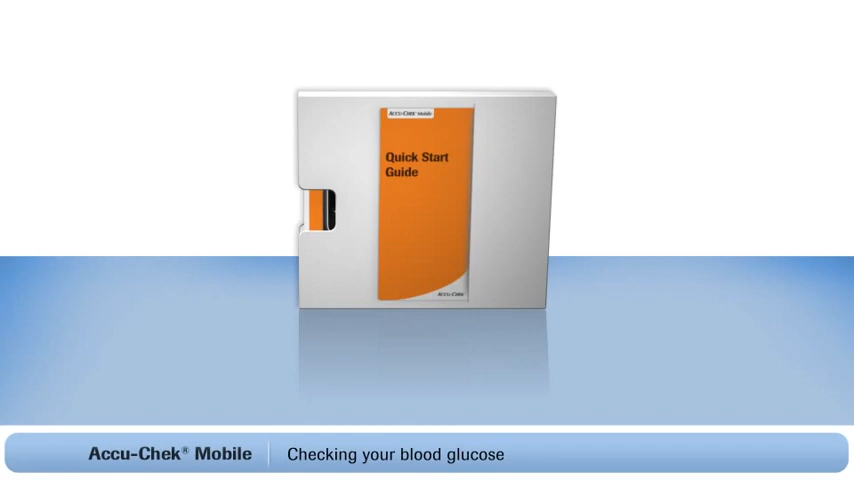 Accu-Chek® Mobile
Quick Start
Guide
Accu-Chek®
Accu-Chek® Mobile
Checking your blood glucose